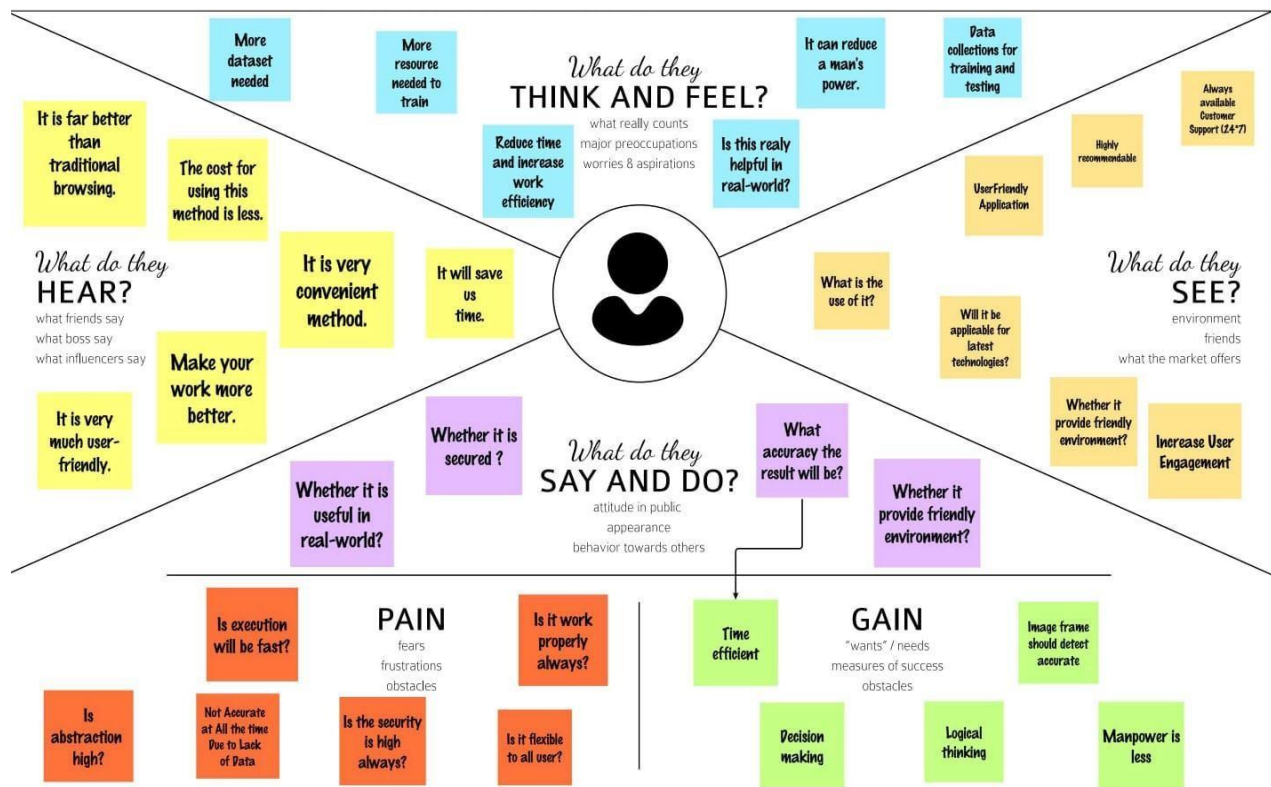 What do they
THINK AND FEEL?
what really counts
major preoccupations
worries & aspirations
More
dataset
needed
More
resource
needed to
train
Reduce time
and increase
work
efficiency
It can reduce
a man's
power.
Data
collections for
training and
testing
Is this realy
helpful in
real-world?
What do they
HEAR?
what friends say
what boss say
what influencers say
It is far better
than
traditional
browsing.
The cost for
using this
method is less.
It is very
convenient
method.
It will save
us
time.
Make your
work more
better.
It is very
much user-
friendly.
What do they
SEE?
environment
friends
what the market offers
Always
available
Customer
Support (24*7)
Highly
recommendable
UserFriendly
Application
What is the
use of it?
Will it be
applicable for
latest
technologies?
Whether it
provide friendly
environment?
Increase User
Engagement
What do they
SAY AND DO?
attitude in public
appearance
behavior towards others
Whether it is
secured ?
Whether it is
useful in
real-world?
What
accuracy the
result will be?
Whether it
provide friendly
environment?
PAIN
fears
frustrations
obstacles
Is execution
will be fast?
Is it work
properly
always?
Is
abstraction
high?
Not Accurate
at All the time
Due to Lack
of Data
Is the security
is high
always?
Is it flexible
to all user?
GAIN
"wants" / needs
measures of success
obstacles
Time
efficient
Image frame
should detect
accurate
Decision
making
Logical
thinking
Manpower is
less